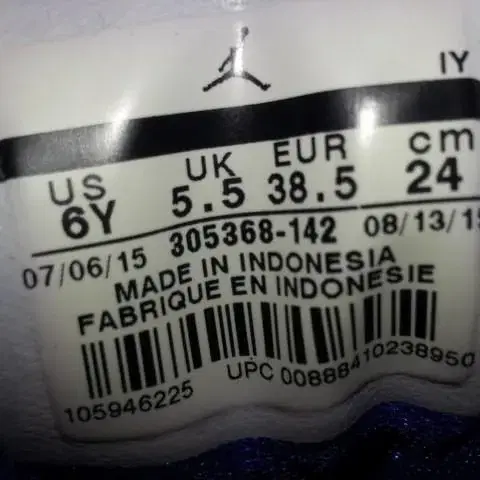 IY
US UK EUR cm
6Y 5.5 38.5 24
07/06/15 305368-142 08/13/15
MADE IN INDONESIA
FABRIQUE EN INDONESIE
105946225 UPC 00888410238950